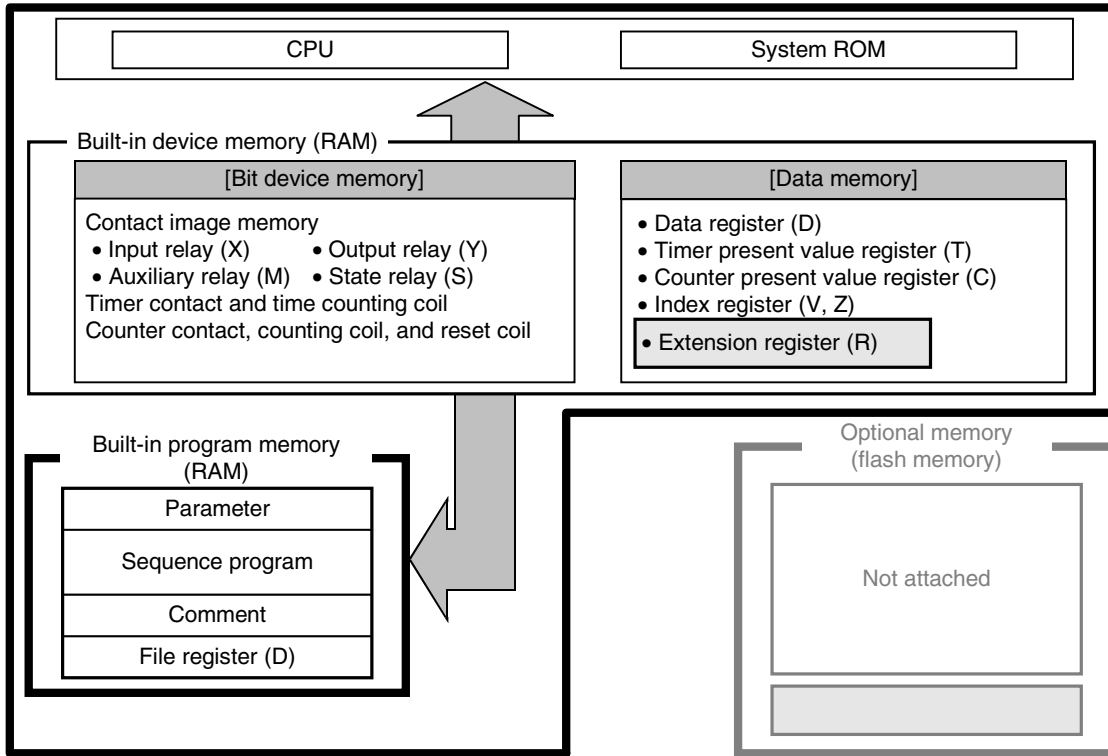 CPU
System ROM
Built-in device memory (RAM)
[Bit device memory]
Contact image memory
• Input relay (X) • Output relay (Y)
• Auxiliary relay (M) • State relay (S)
Timer contact and time counting coil
Counter contact, counting coil, and reset coil
[Data memory]
• Data register (D)
• Timer present value register (T)
• Counter present value register (C)
• Index register (V, Z)
• Extension register (R)
Built-in program memory
(RAM)
Parameter
Sequence program
Comment
File register (D)
Optional memory
(flash memory)
Not attached